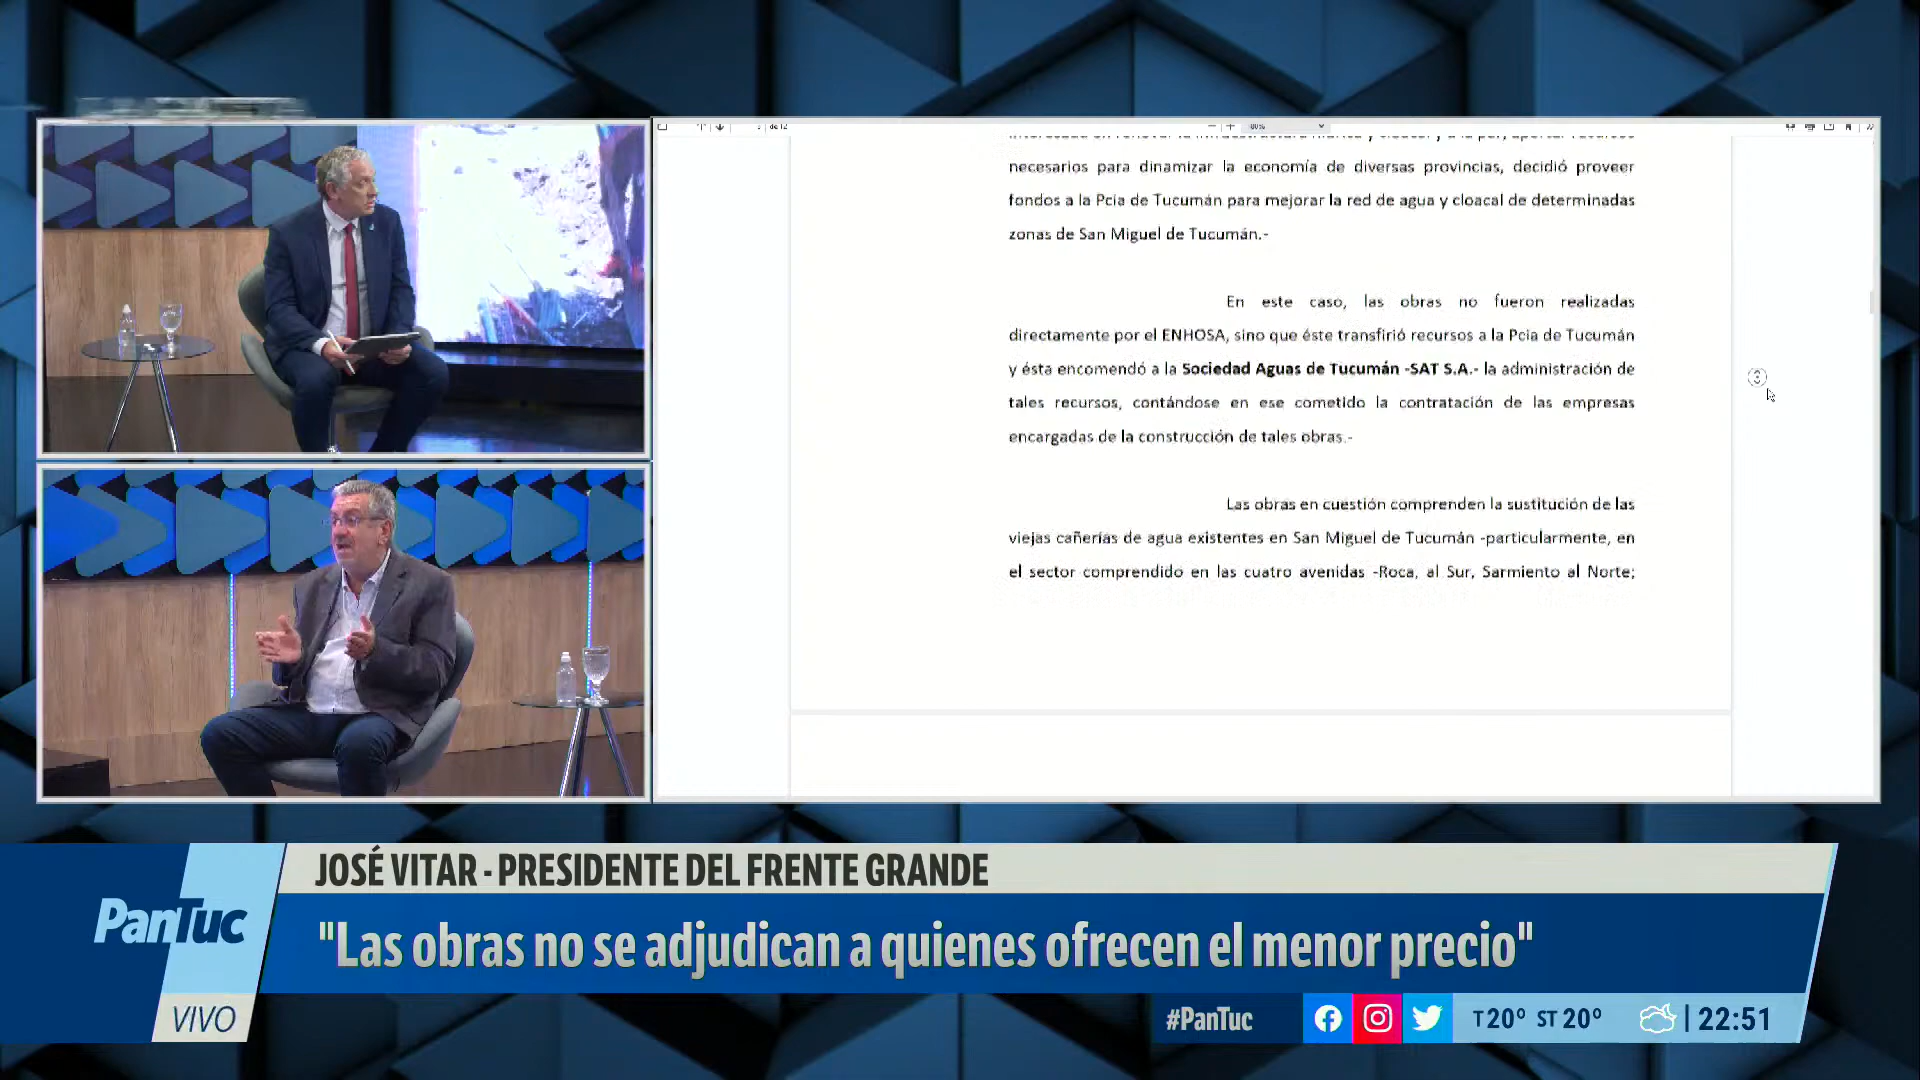 de 12
80%
necesarios para dinamizar la economía de diversas provincias, decidió proveer
fondos a la Pcia de Tucumán para mejorar la red de agua y cloacal de determinadas
zonas de San Miguel de Tucumán.-
En este caso, las obras no fueron realizadas
directamente por el ENHOSA, sino que éste transfirió recursos a la Pcia de Tucumán
y ésta encomendó a la Sociedad Aguas de Tucumán -SAT S.A.- la administración de
tales recursos, contándose en ese cometido la contratación de las empresas
encargadas de la construcción de tales obras.-
Las obras en cuestión comprenden la sustitución de las
viejas cañerías de agua existentes en San Miguel de Tucumán -particularmente, en
el sector comprendido en las cuatro avenidas -Roca, al Sur, Sarmiento al Norte;
JOSÉ VITAR - PRESIDENTE DEL FRENTE GRANDE
PanTuc
"Las obras no se adjudican a quienes ofrecen el menor precio"
VIVO
#PanTuc
T20º ST20º
22:51